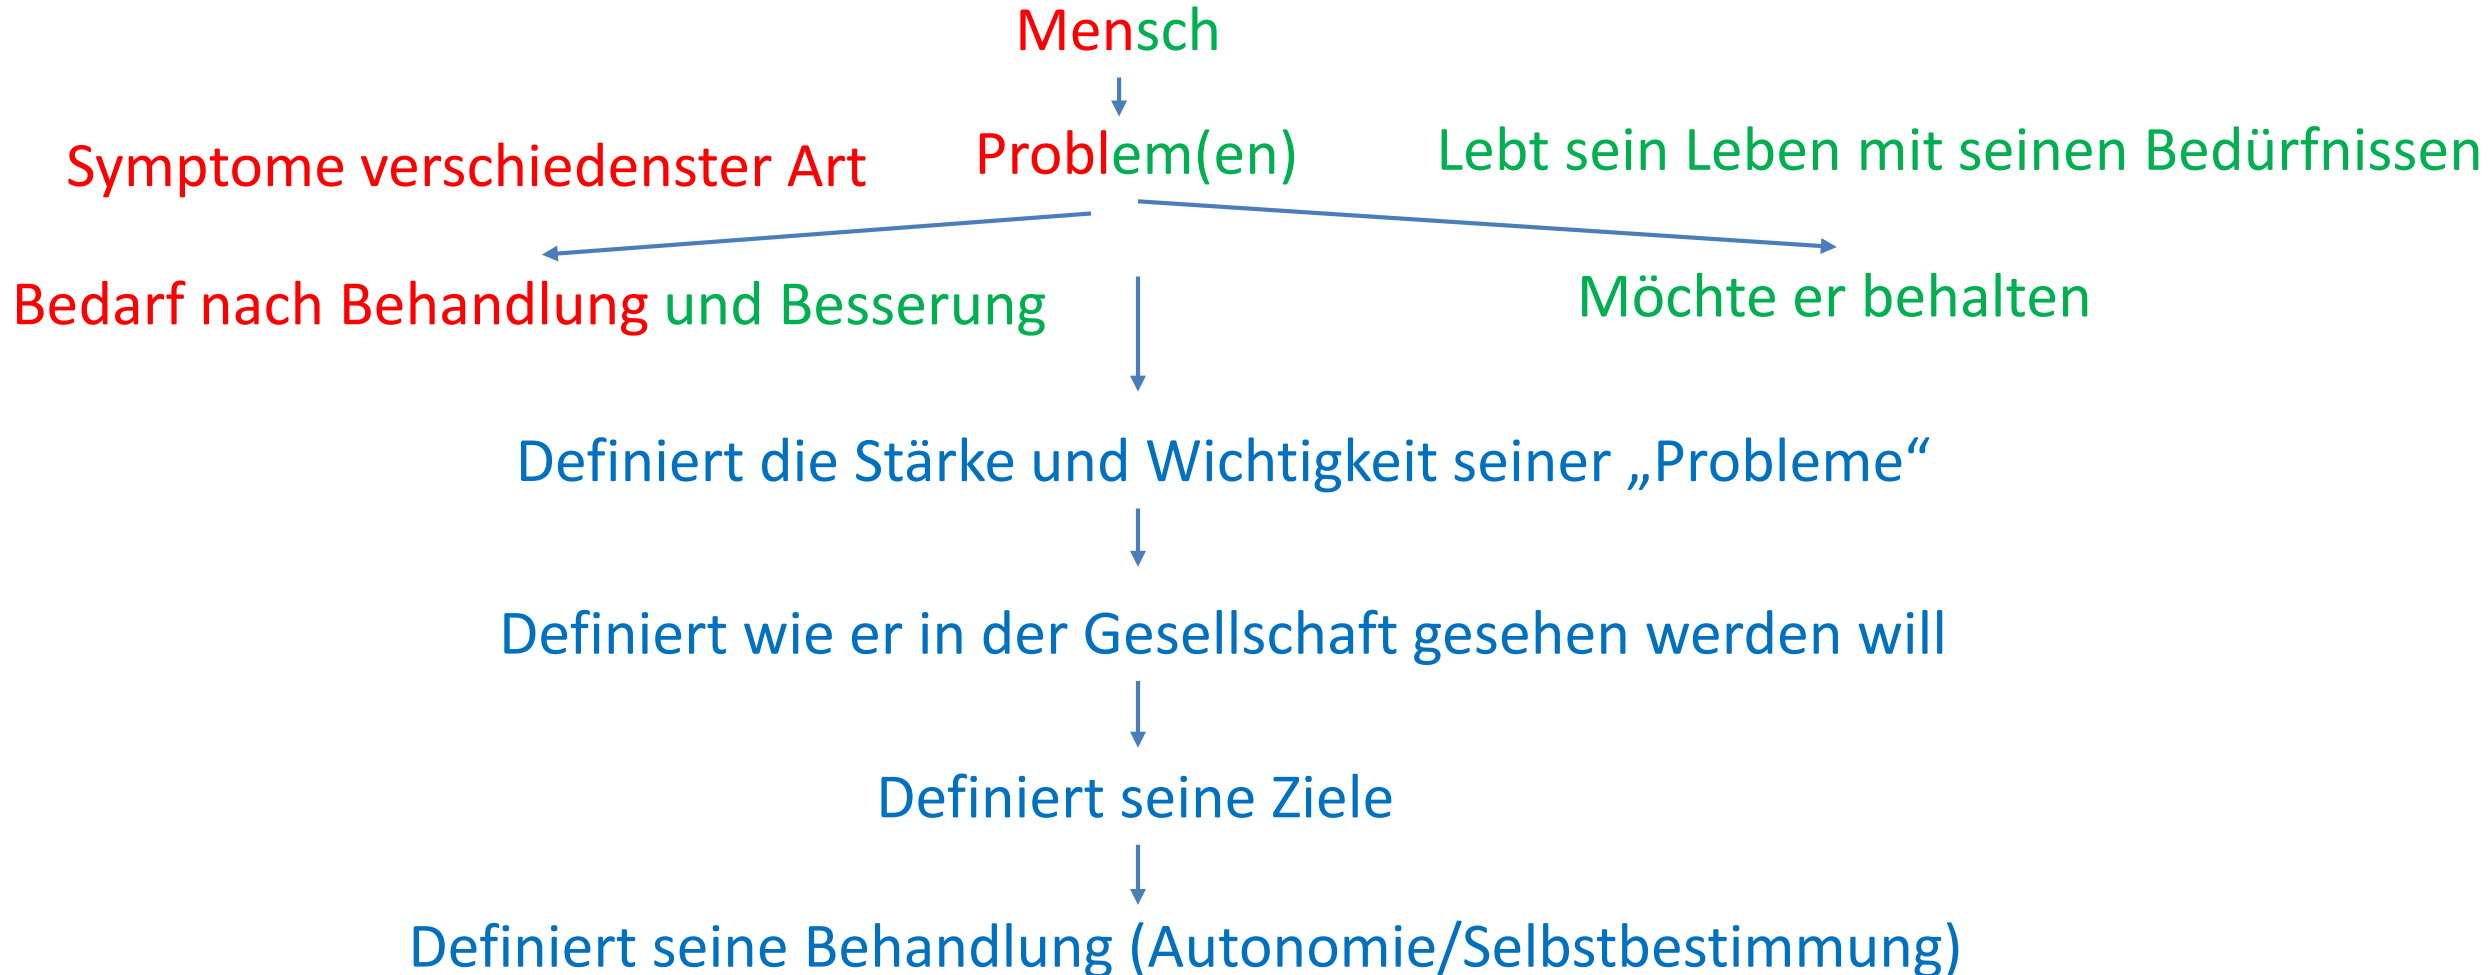 Mensch
Symptome verschiedenster Art
Problem(en)
Lebt sein Leben mit seinen Bedürfnissen
Bedarf nach Behandlung und Besserung
Möchte er behalten
Definiert die Stärke und Wichtigkeit seiner „Probleme“
Definiert wie er in der Gesellschaft gesehen werden will
Definiert seine Ziele
Definiert seine Behandlung (Autonomie/Selbstbestimmung)